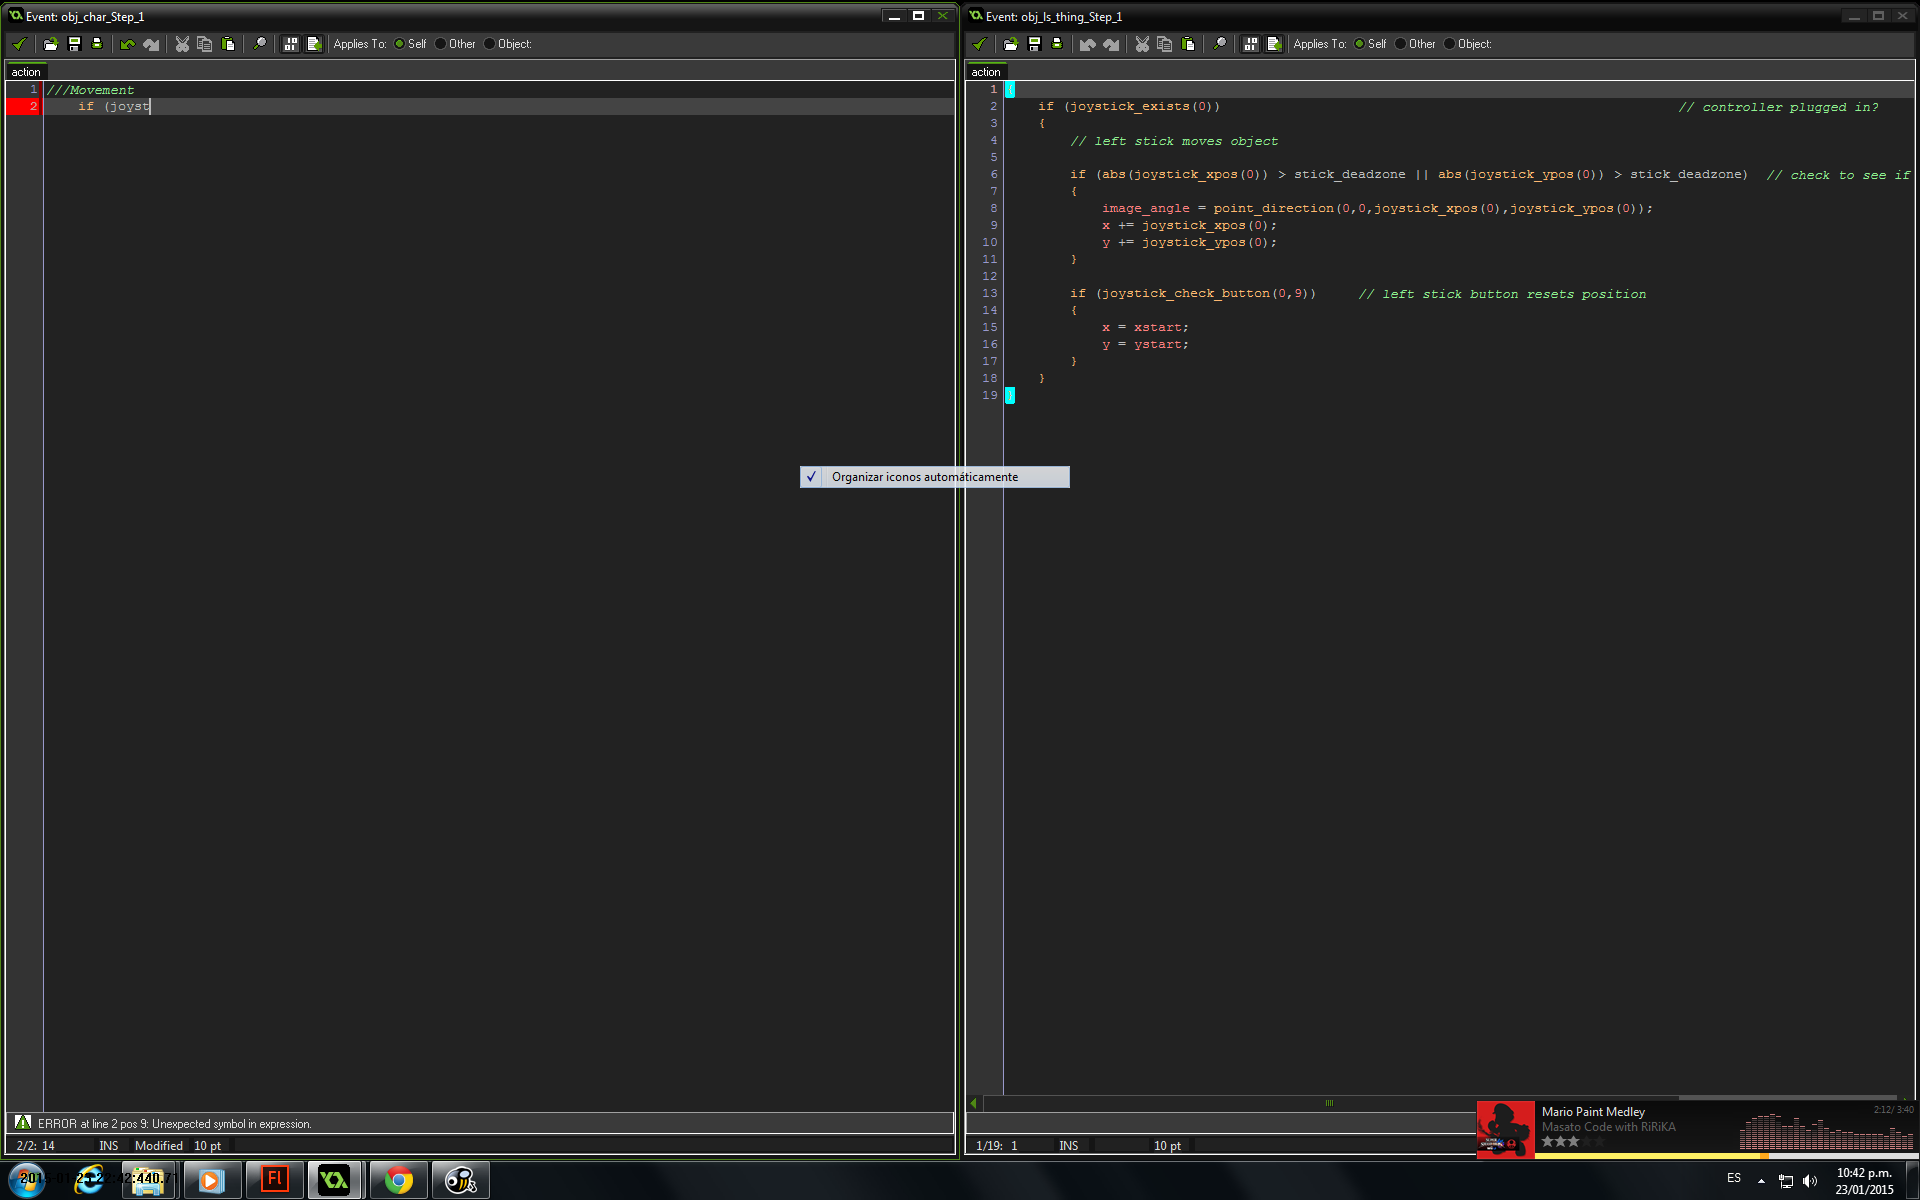 Event: obj_char_Step_1
Applies To: Self Other Object:
action
1 ///Movement
2 if (joyst
ERROR at line 2 pos 9: Unexpected symbol in expression.
2/2: 14 INS Modified 10 pt
Event: obj_ls_thing_Step_1
Applies To: Self Other Object:
action
1 {
2 if (joystick_exists(0)) // controller plugged in?
3 {
4 // left stick moves object
5
6 if (abs(joystick_xpos(0)) > stick_deadzone || abs(joystick_ypos(0)) > stick_deadzone) // check to see if
7 {
8 image_angle = point_direction(0,0,joystick_xpos(0),joystick_ypos(0));
9 x += joystick_xpos(0);
10 y += joystick_ypos(0);
11 }
12
13 if (joystick_check_button(0,9)) // left stick button resets position
14 {
15 x = xstart;
16 y = ystart;
17 }
18 }
19 }
1/19: 1 INS 10 pt
Organizar iconos automáticamente
Mario Paint Medley
Masato Code with RiRiKA
2:12/ 3:40
Fl
ES
10:42 p.m.
23/01/2015